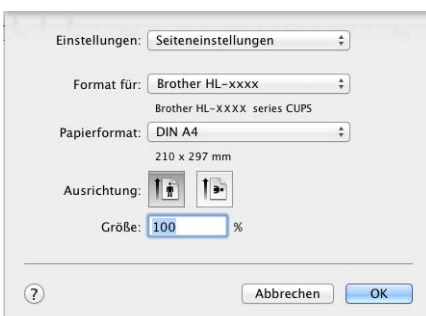 Einstellungen: Seiteneinstellungen
Format für: Brother HL-xxxx
Brother HL-XXXX series CUPS
Papierformat: DIN A4
210 x 297 mm
Ausrichtung:
Größe: 100 %
? Abbrechen OK